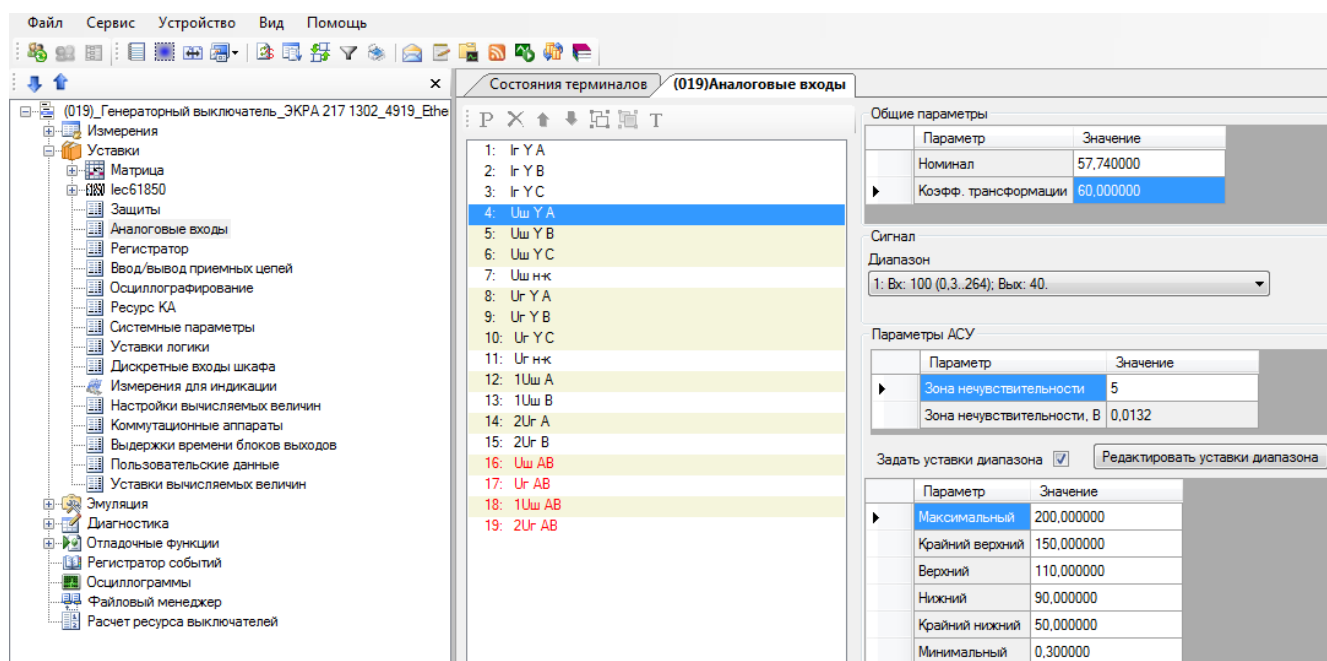 Файл Сервис Устройство Вид Помощь
(019)_Генераторный выключатель_ЭКРА 217 1302_4919_Ethe
Измерения
Уставки
Матрица
Iec61850
Защиты
Аналоговые входы
Регистратор
Ввод/вывод приемных цепей
Осциллографирование
Ресурс КА
Системные параметры
Уставки логики
Дискретные входы шкафа
Измерения для индикации
Настройки вычисляемых величин
Коммутационные аппараты
Выдержки времени блоков выходов
Пользовательские данные
Уставки вычисляемых величин
Эмуляция
Диагностика
Отладочные функции
Регистратор событий
Осциллограммы
Файловый менеджер
Расчет ресурса выключателей
Состояния терминалов (019)Аналоговые входы
P T
1: Iг Y A
2: Iг Y B
3: Iг Y C
4: Uш Y A
5: Uш Y B
6: Uш Y C
7: Uш н-к
8: Uг Y A
9: Uг Y B
10: Uг Y C
11: Uг н-к
12: 1Uш A
13: 1Uш B
14: 2Uг A
15: 2Uг B
16: Uш AB
17: Uг AB
18: 1Uш AB
19: 2Uг AB
Общие параметры
Параметр Значение
Номинал 57,740000
Коэфф. трансформации 60,000000
Сигнал
Диапазон
1: Вх: 100 (0,3..264); Вых: 40.
Параметры АСУ
Параметр Значение
Зона нечувствительности 5
Зона нечувствительности, В 0,0132
Задать уставки диапазона Редактировать уставки диапазона
Параметр Значение
Максимальный 200,000000
Крайний верхний 150,000000
Верхний 110,000000
Нижний 90,000000
Крайний нижний 50,000000
Минимальный 0,300000